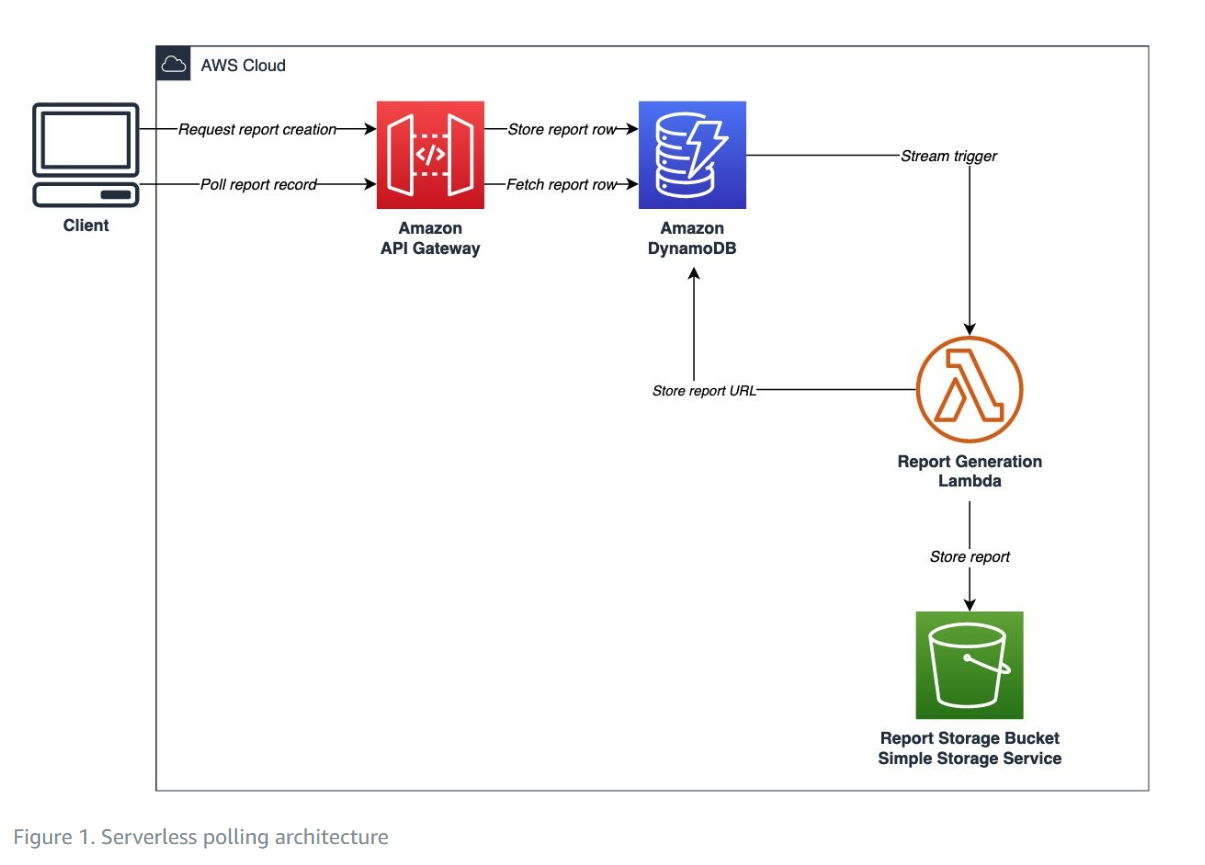 AWS Cloud
Request report creation
Store report row
Stream trigger
Poll report record
Fetch report row
</>
Client
Amazon
API Gateway
Amazon
DynamoDB
Store report URL
Report Generation
Lambda
Store report
Report Storage Bucket
Simple Storage Service
Figure 1. Serverless polling architecture